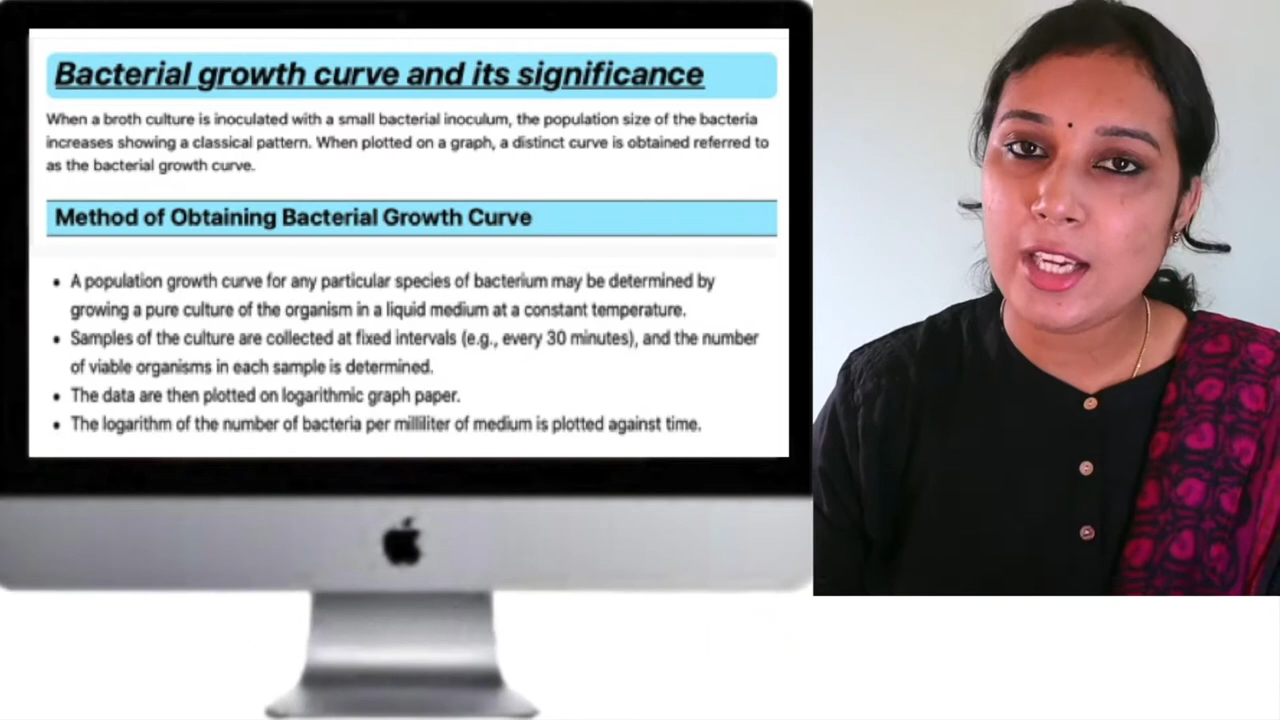 Bacterial growth curve and its significance
When a broth culture is inoculated with a small bacterial inoculum, the population size of the bacteria
increases showing a classical pattern. When plotted on a graph, a distinct curve is obtained referred to
as the bacterial growth curve.
Method of Obtaining Bacterial Growth Curve
• A population growth curve for any particular species of bacterium may be determined by
growing a pure culture of the organism in a liquid medium at a constant temperature.
• Samples of the culture are collected at fixed intervals (e.g., every 30 minutes), and the number
of viable organisms in each sample is determined.
• The data are then plotted on logarithmic graph paper.
• The logarithm of the number of bacteria per milliliter of medium is plotted against time.